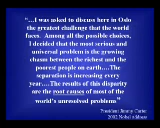 "…I was asked to discuss here in Oslo
the greatest challenge that the world
faces. Among all the possible choices,
I decided that the most serious and
universal problem is the growing
chasm between the richest and the
poorest people on earth….The
separation is increasing every
year….The results of this disparity
are the root causes of most of the
world's unresolved problems"
President Jimmy Carter
2002 Nobel address